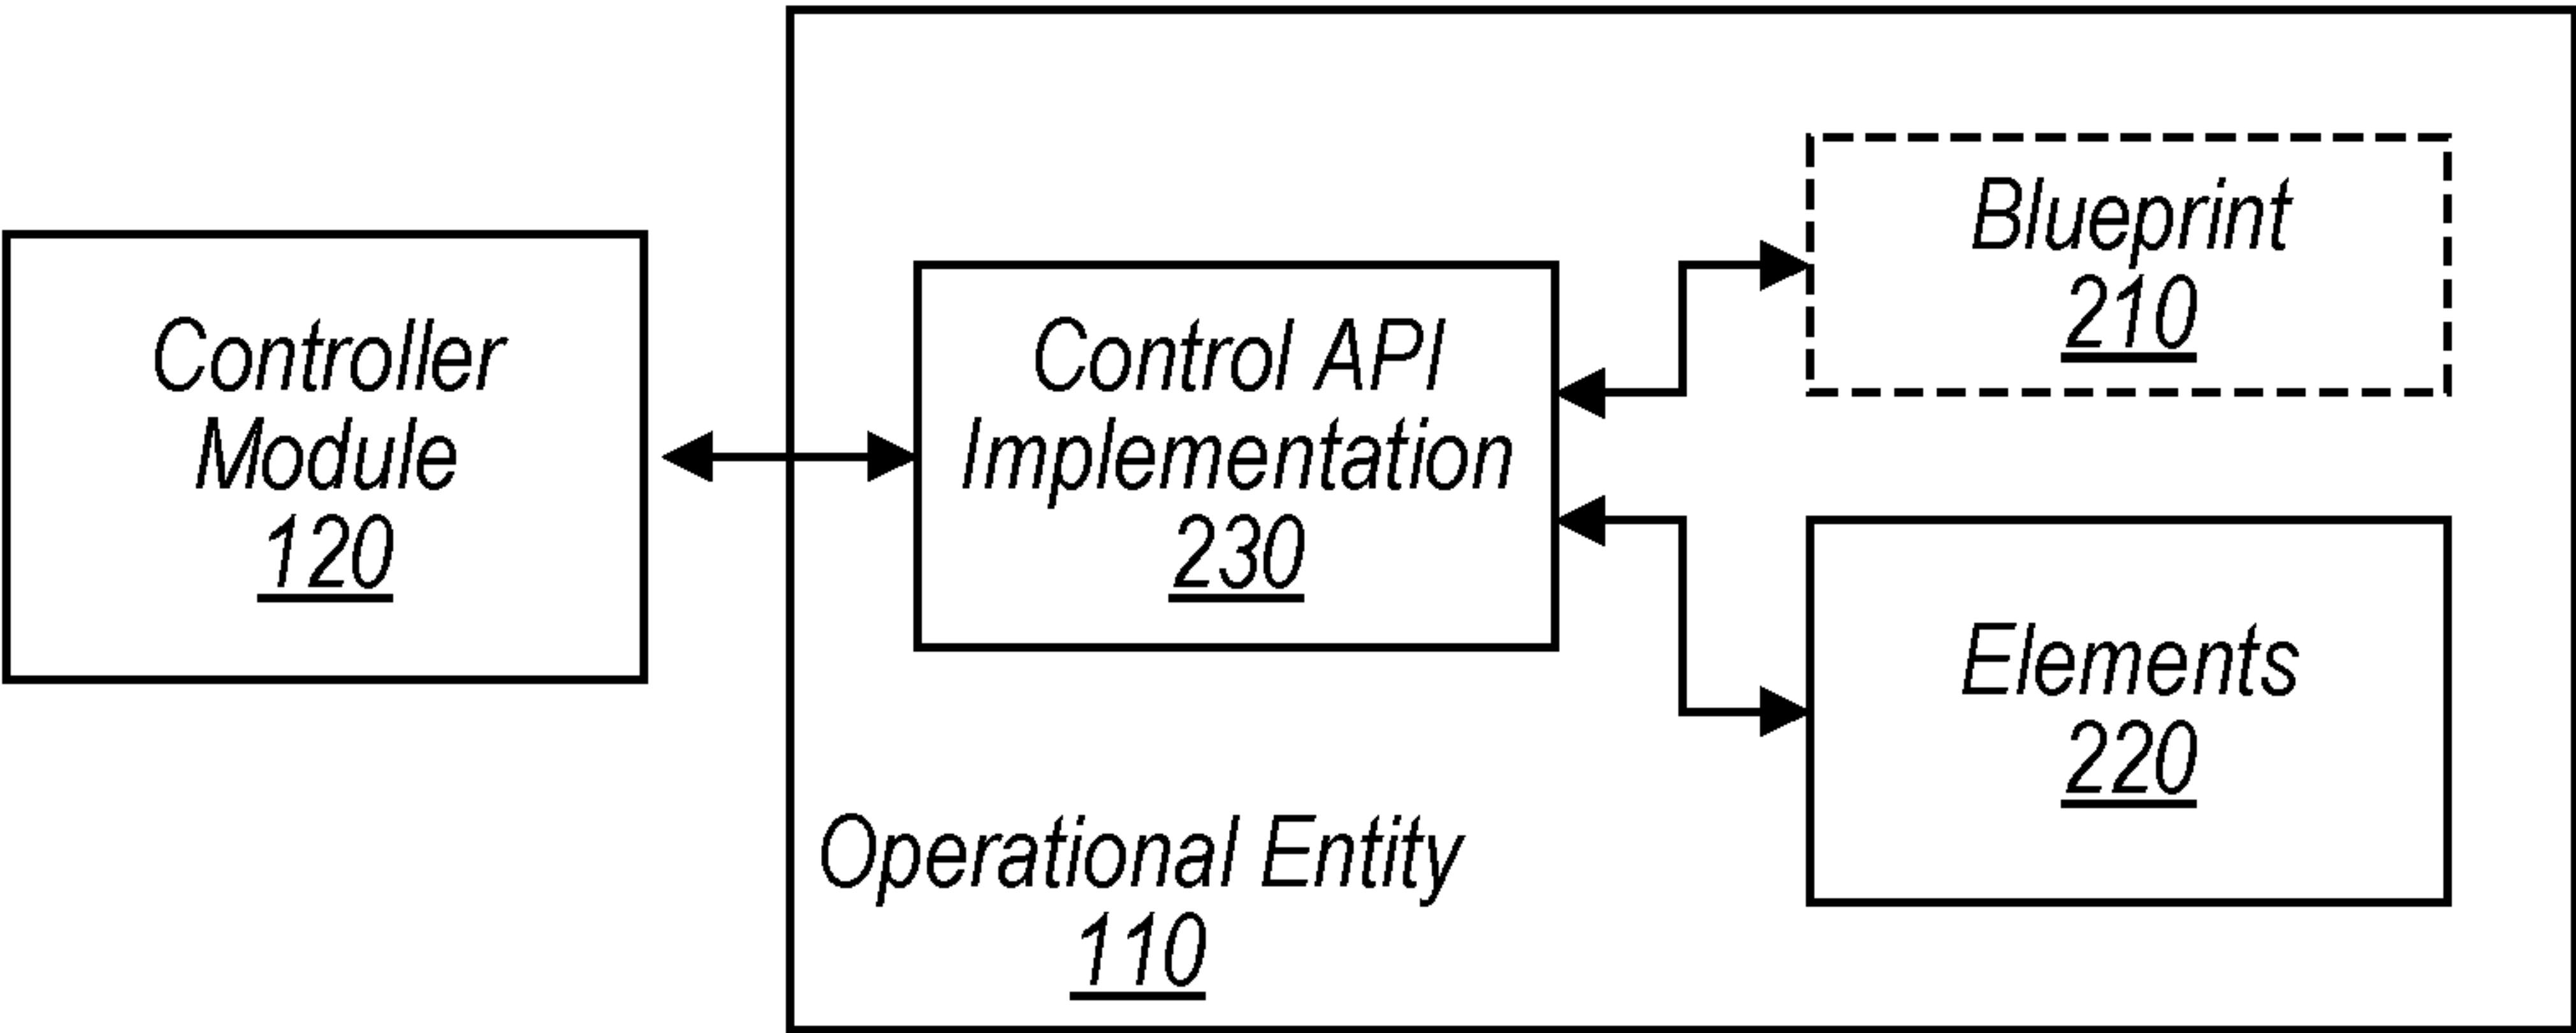 Controller
Module
120
Control API
Implementation
230
Blueprint
210
Elements
220
Operational Entity
110